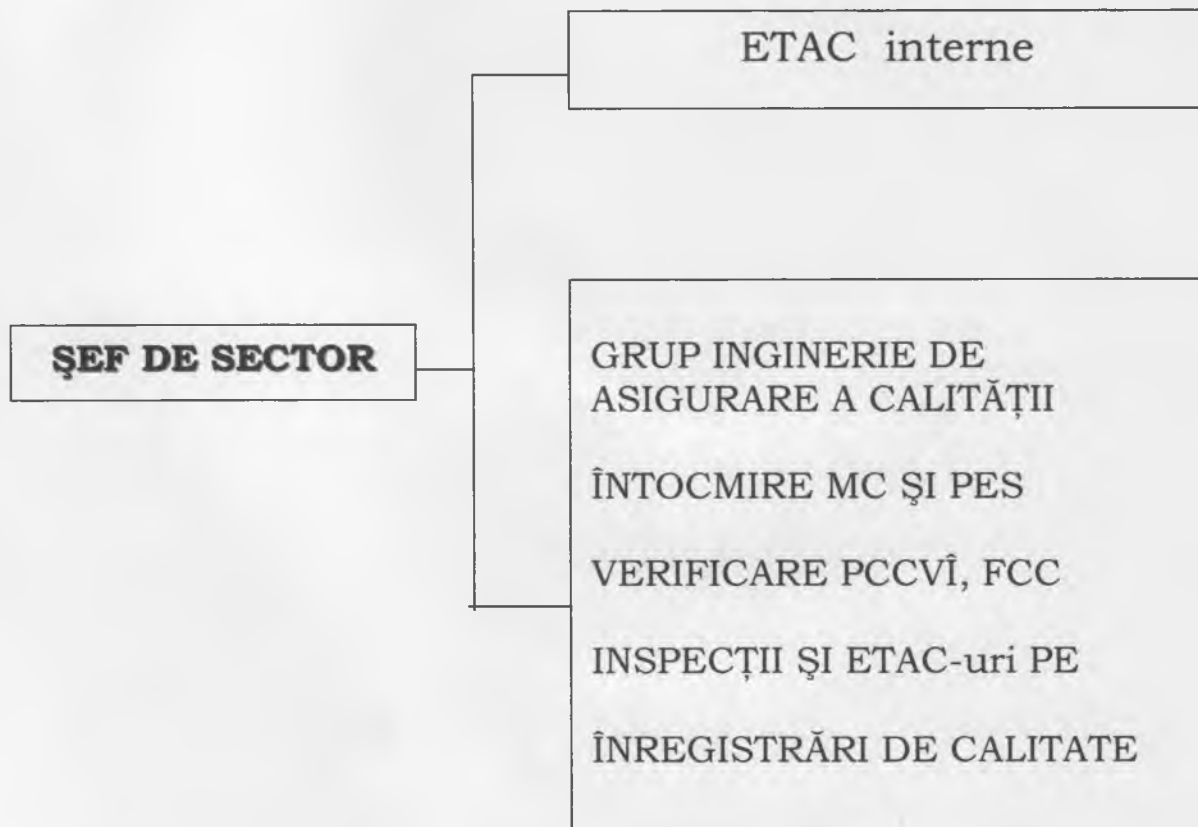 ETAC interne
ŞEF DE SECTOR
GRUP INGINERIE DE
ASIGURARE A CALITĂŢII
ÎNTOCMIRE MC ŞI PES
VERIFICARE PCCVÎ, FCC
INSPECŢII ŞI ETAC-uri PE
ÎNREGISTRĂRI DE CALITATE